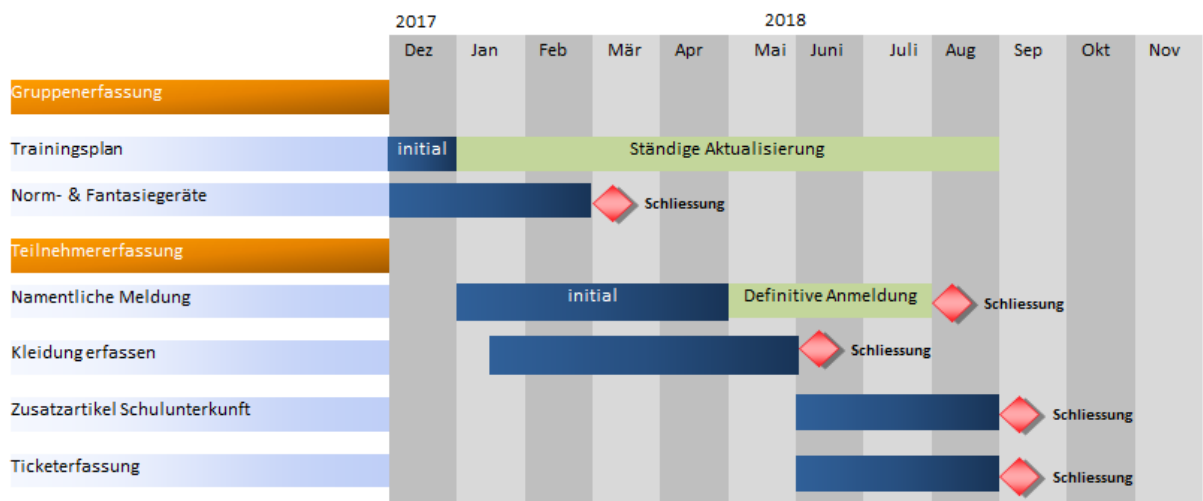 2017 2018
Dez Jan Feb Mär Apr Mai Juni Juli Aug Sep Okt Nov
Gruppenerfassung
Trainingsplan initial Ständige Aktualisierung
Norm- & Fantasiegeräte Schliessung
Teilnehmererfassung
Namentliche Meldung initial Definitive Anmeldung Schliessung
Kleidung erfassen Schliessung
Zusatzartikel Schulunterkunft Schliessung
Ticketerfassung Schliessung